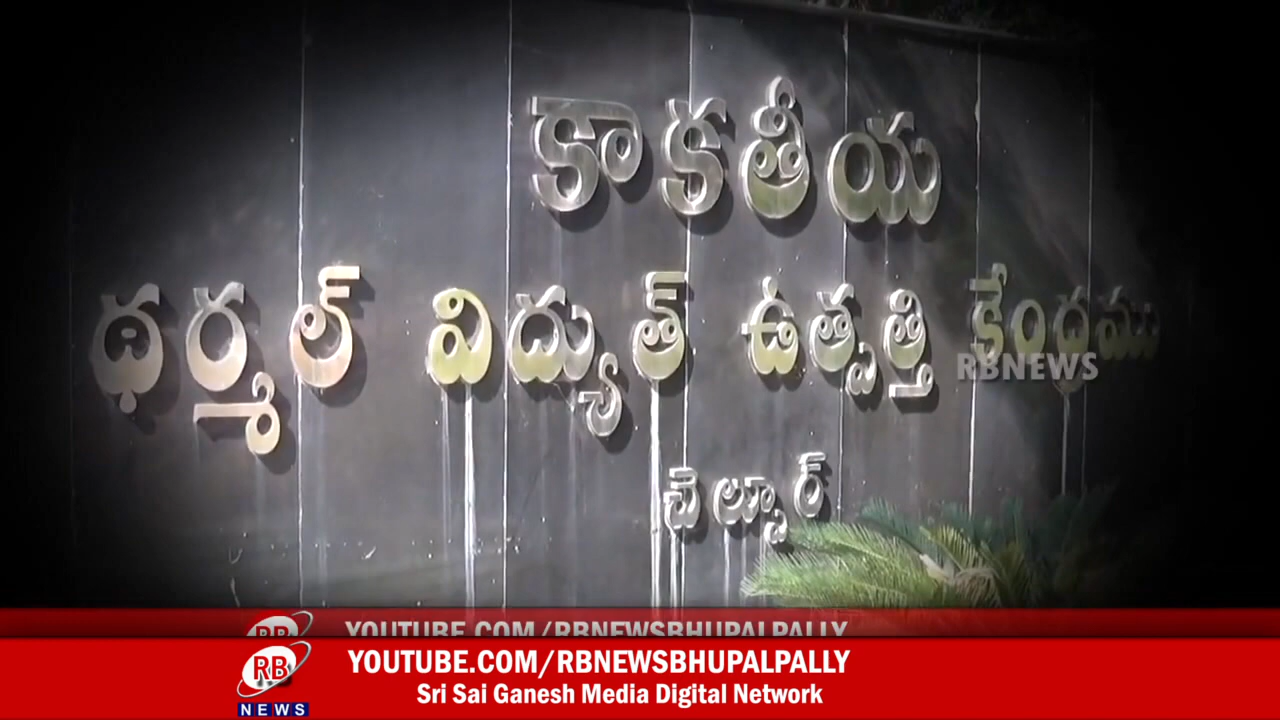 కాకతీయ
థర్మల్ విద్యుత్ ఉత్పత్తి కేంద్రము
RBNEWS
చెల్పూర్
YOUTUBE.COM/RBNEWSBHUPALPALLY
RB YOUTUBE.COM/RBNEWSBHUPALPALLY
NEWS Sri Sai Ganesh Media Digital Network